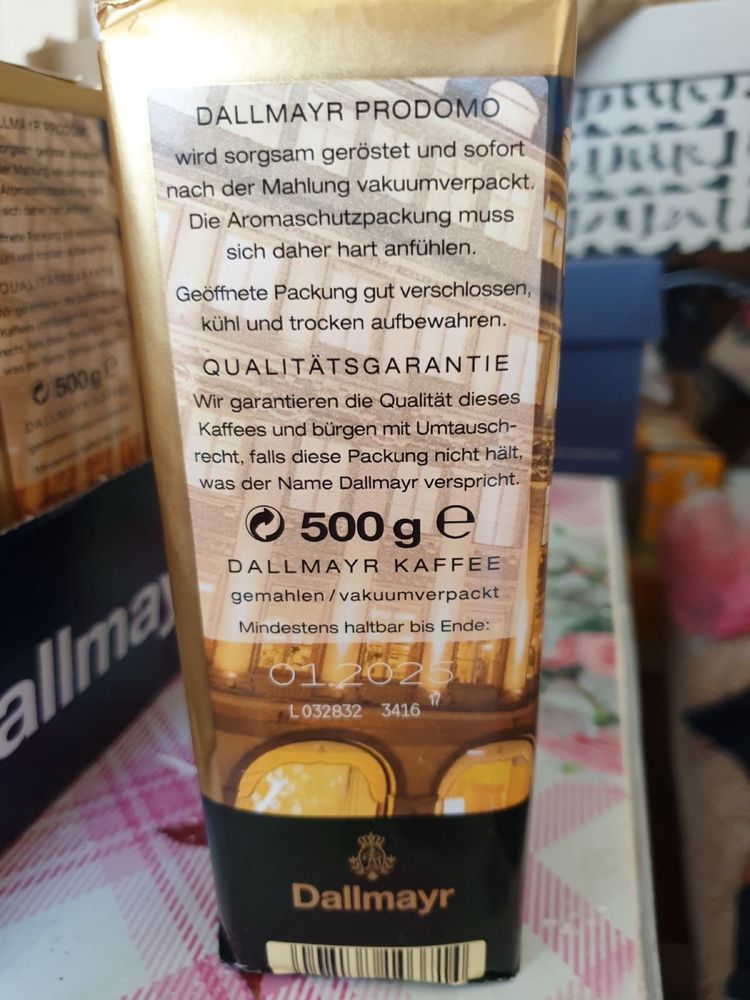 DALLMAYR PRODOMO
wird sorgsam geröstet und sofort
nach der Mahlung vakuumverpackt.
Die Aromaschutzpackung muss
sich daher hart anfühlen.
Geöffnete Packung gut verschlossen,
kühl und trocken aufbewahren.
QUALITÄTSGARANTIE
Wir garantieren die Qualität dieses
Kaffees und bürgen mit Umtausch-
recht, falls diese Packung nicht hält,
was der Name Dallmayr verspricht.
500 g e
DALLMAYR KAFFEE
gemahlen / vakuumverpackt
Mindestens haltbar bis Ende:
01.2025
L032832 3416 17
Dallmayr
500g
allmay